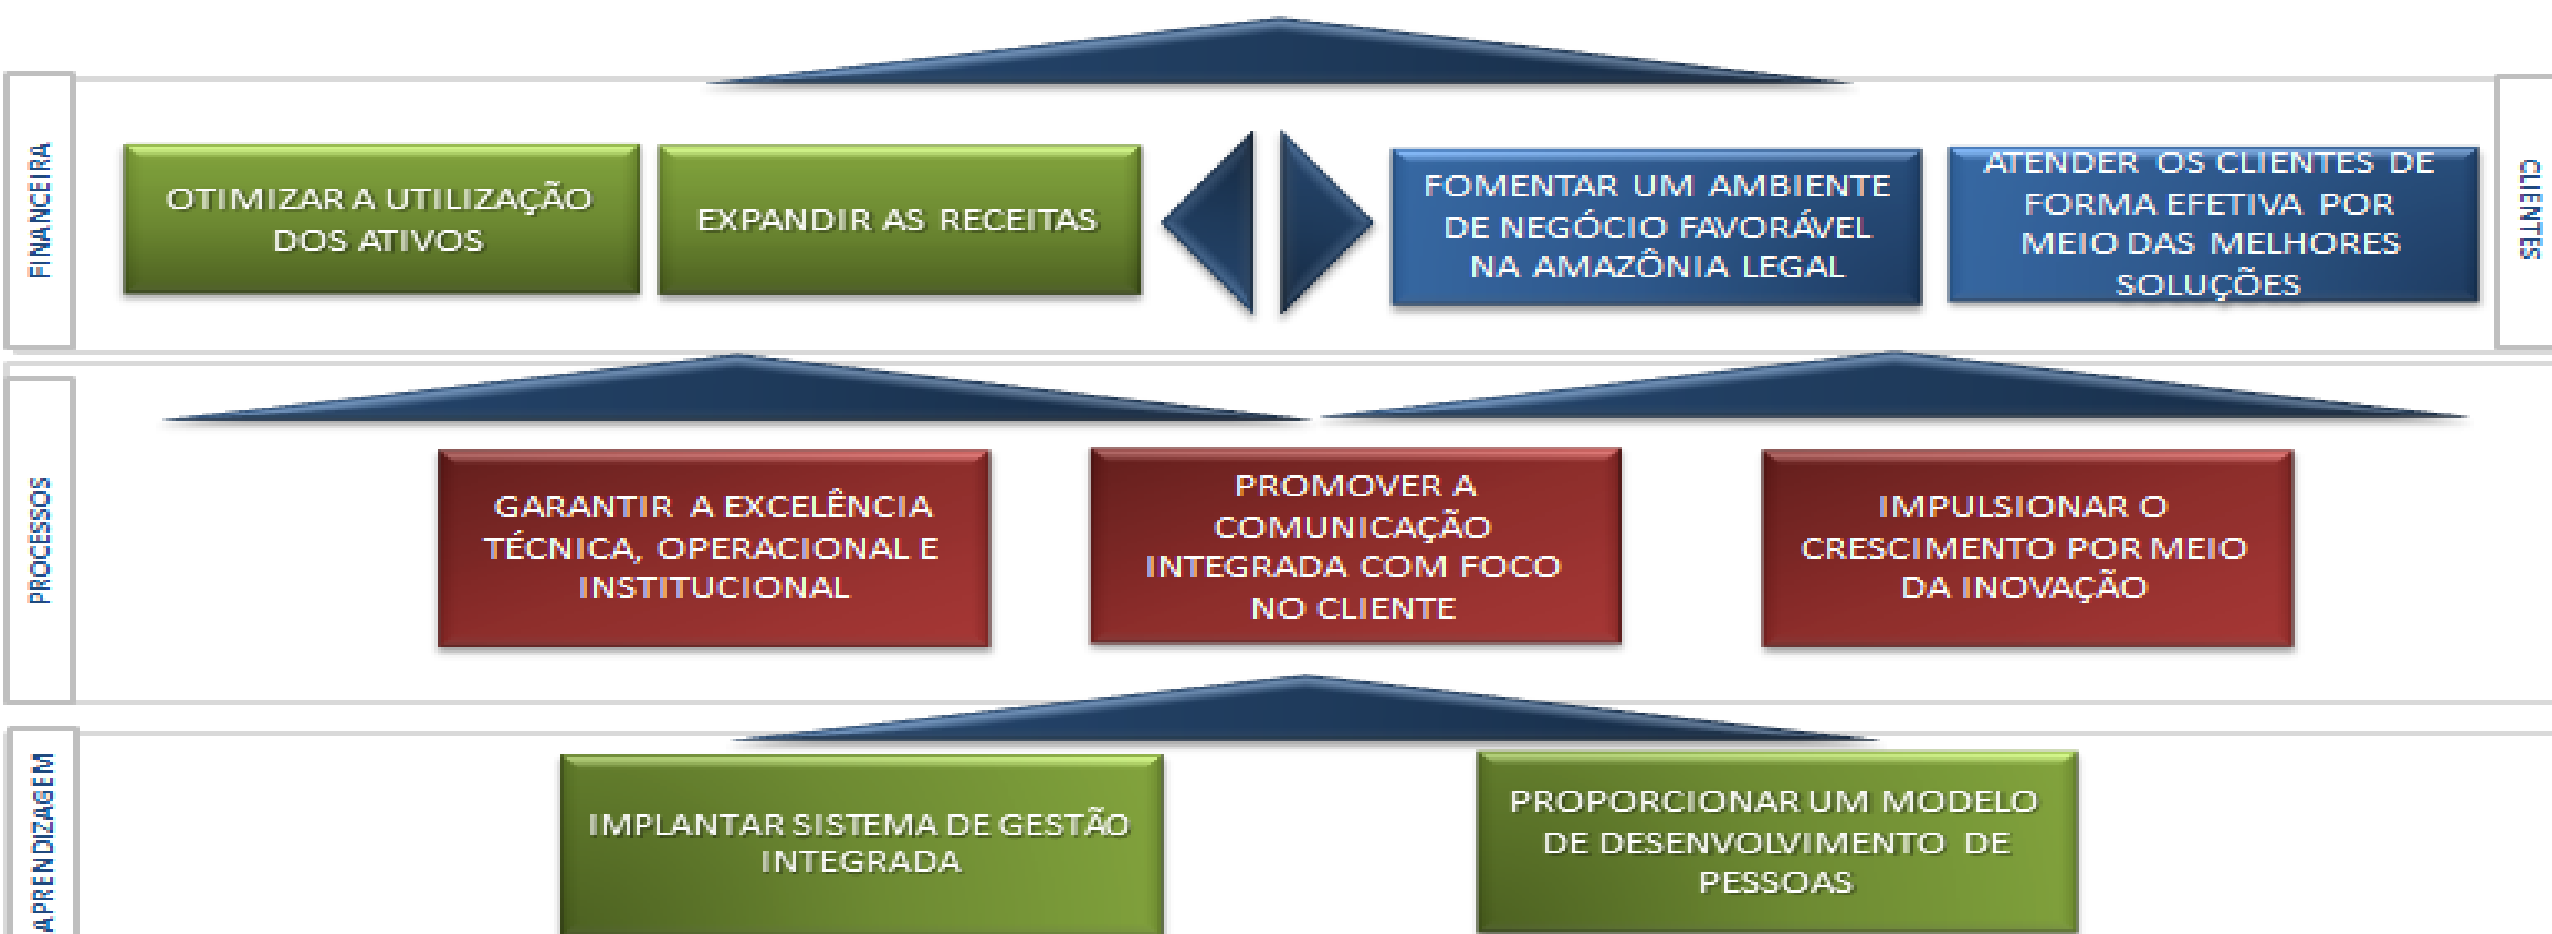 FINANCEIRA
OTIMIZAR A UTILIZAÇÃO
DOS ATIVOS
EXPANDIR AS RECEITAS
FOMENTAR UM AMBIENTE
DE NEGÓCIO FAVORÁVEL
NA AMAZÔNIA LEGAL
ATENDER OS CLIENTES DE
FORMA EFETIVA POR
MEIO DAS MELHORES
SOLUÇÕES
CLIENTES
PROCESSOS
GARANTIR A EXCELÊNCIA
TÉCNICA, OPERACIONAL E
INSTITUCIONAL
PROMOVER A
COMUNICAÇÃO
INTEGRADA COM FOCO
NO CLIENTE
IMPULSIONAR O
CRESCIMENTO POR MEIO
DA INOVAÇÃO
APRENDIZAGEM
IMPLANTAR SISTEMA DE GESTÃO
INTEGRADA
PROPORCIONAR UM MODELO
DE DESENVOLVIMENTO DE
PESSOAS